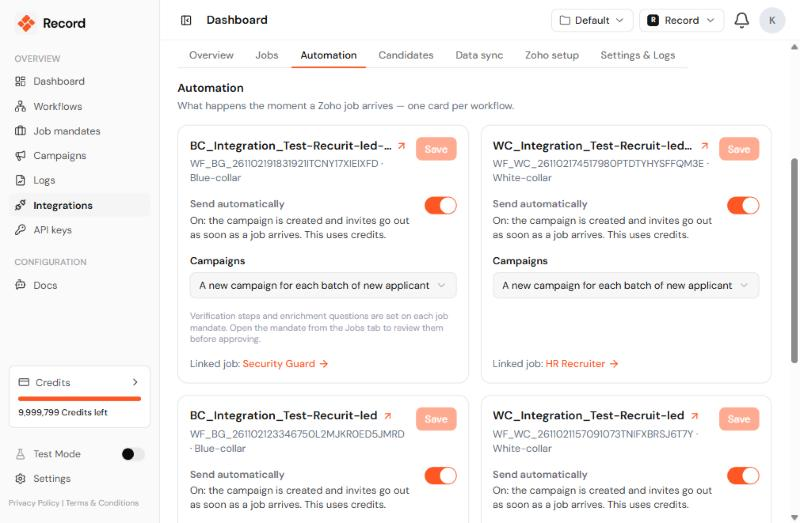 Record
Dashboard
Default
R Record
K
OVERVIEW
Dashboard
Workflows
Job mandates
Campaigns
Logs
Integrations
API keys
CONFIGURATION
Docs
Credits
9,999,799 Credits left
Test Mode
Settings
Privacy Policy | Terms & Conditions
Overview Jobs Automation Candidates Data sync Zoho setup Settings & Logs
Automation
What happens the moment a Zoho job arrives — one card per workflow.
BC_Integration_Test-Recurit-led-... Save
WF_BG_261102191831921ITCNY17XIEIXFD ·
Blue-collar
Send automatically
On: the campaign is created and invites go out
as soon as a job arrives. This uses credits.
Campaigns
A new campaign for each batch of new applicant
Verification steps and enrichment questions are set on each job
mandate. Open the mandate from the Jobs tab to review them
before approving.
Linked job: Security Guard →
WC_Integration_Test-Recruit-led... Save
WF_WC_261102174517980PTDTYHYSFFQM3E ·
White-collar
Send automatically
On: the campaign is created and invites go out
as soon as a job arrives. This uses credits.
Campaigns
A new campaign for each batch of new applicant
Linked job: HR Recruiter →
BC_Integration_Test-Recurit-led Save
WF_BG_261102123346750L2MJKR0ED5JMRD
· Blue-collar
Send automatically
On: the campaign is created and invites go out
as soon as a job arrives. This uses credits.
WC_Integration_Test-Recruit-led Save
WF_WC_261102115709107​3TNIFXBRSJ6T7Y ·
White-collar
Send automatically
On: the campaign is created and invites go out
as soon as a job arrives. This uses credits.